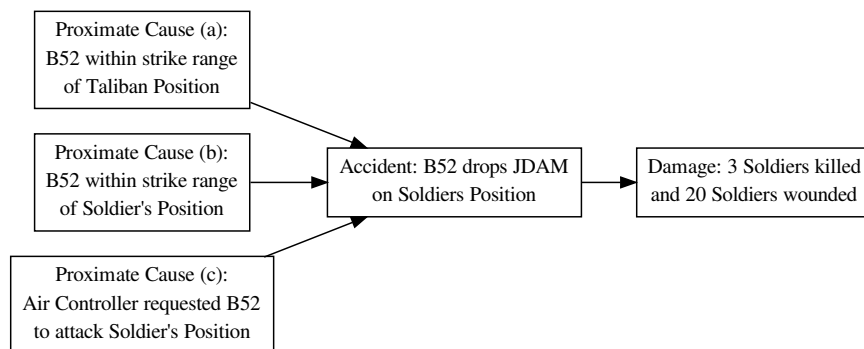 Proximate Cause (a):
B52 within strike range
of Taliban Position
Proximate Cause (b):
B52 within strike range
of Soldier's Position
Proximate Cause (c):
Air Controller requested B52
to attack Soldier's Position
Accident: B52 drops JDAM
on Soldiers Position
Damage: 3 Soldiers killed
and 20 Soldiers wounded